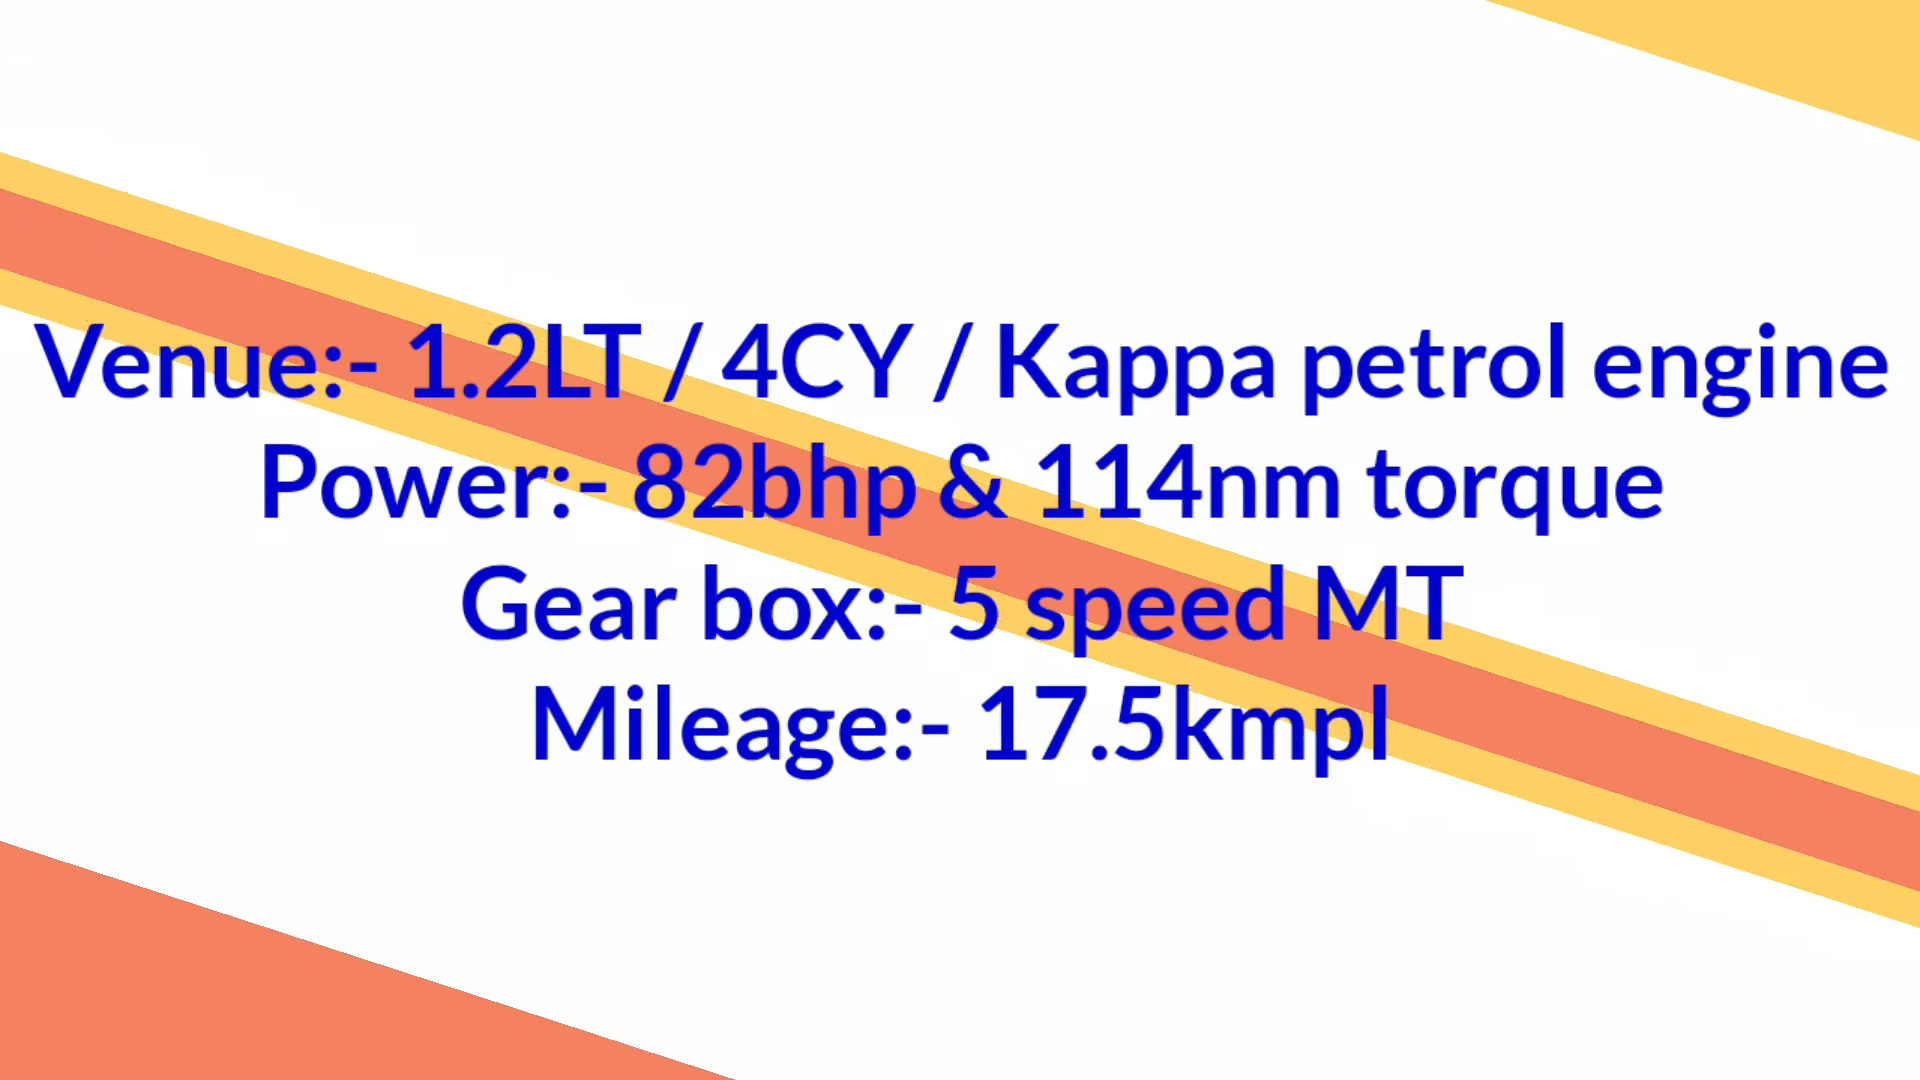 Venue:- 1.2LT / 4CY / Kappa petrol engine
Power:- 82bhp & 114nm torque
Gear box:- 5 speed MT
Mileage:- 17.5kmpl